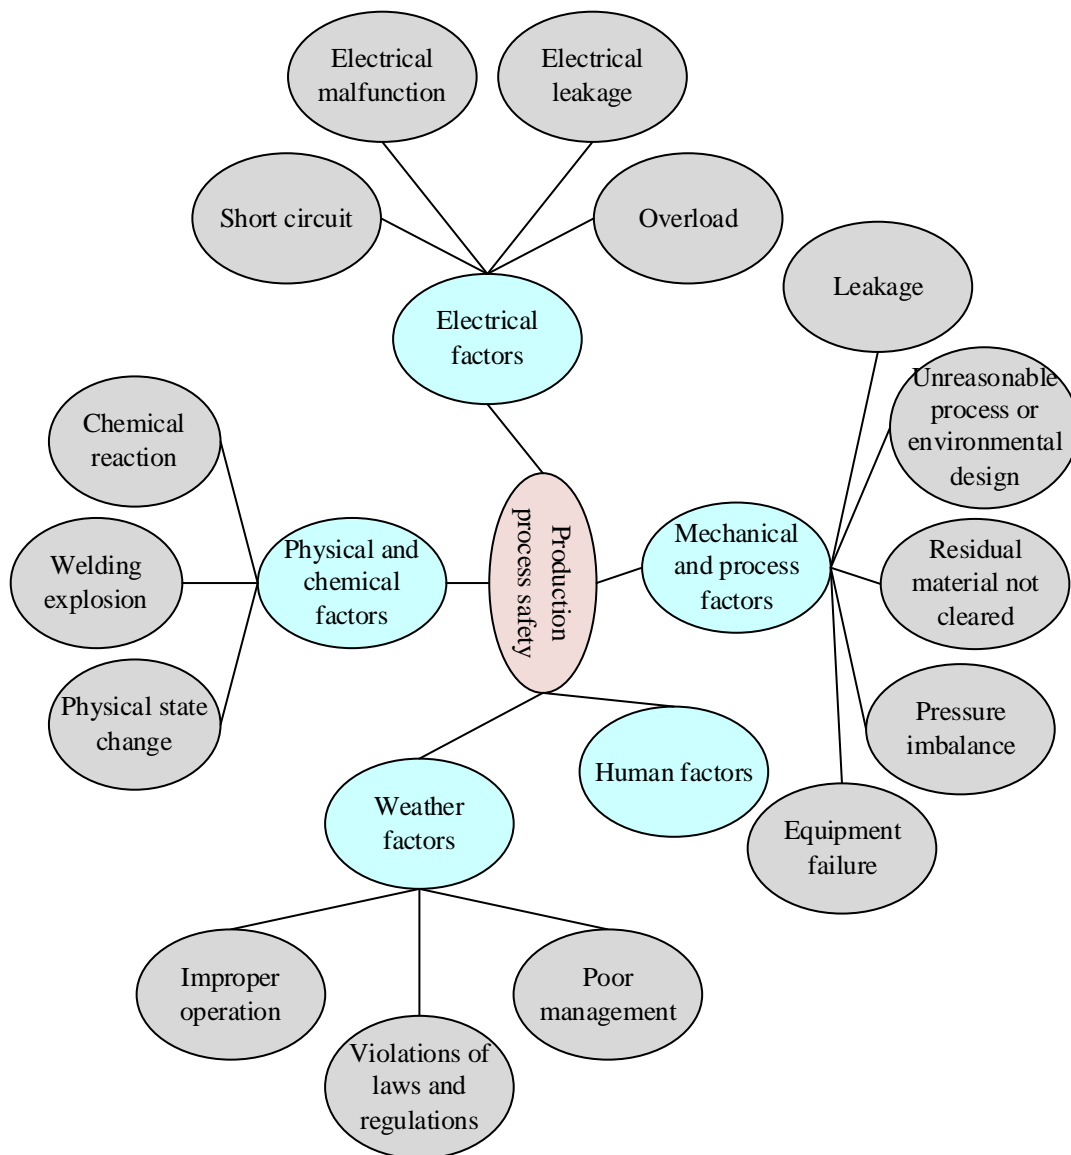 Electrical
malfunction
Electrical
leakage
Short circuit
Overload
Leakage
Electrical
factors
Unreasonable
process or
environmental
design
Chemical
reaction
Production
process safety
Physical and
chemical factors
Mechanical
and process
factors
Welding
explosion
Residual
material not
cleared
Physical state
change
Pressure
imbalance
Human factors
Weather
factors
Equipment
failure
Improper
operation
Poor
management
Violations of
laws and
regulations